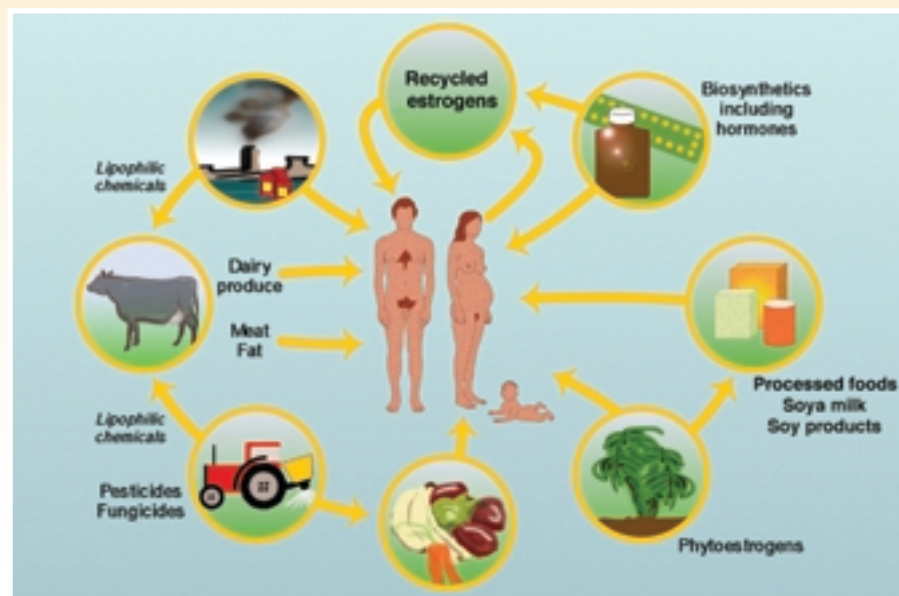 Recycled
estrogens
Biosynthetics
including
hormones
Lipophilic
chemicals
Dairy
produce
Meat
Fat
Processed foods
Soya milk
Soy products
Lipophilic
chemicals
Pesticides
Fungicides
Phytoestrogens